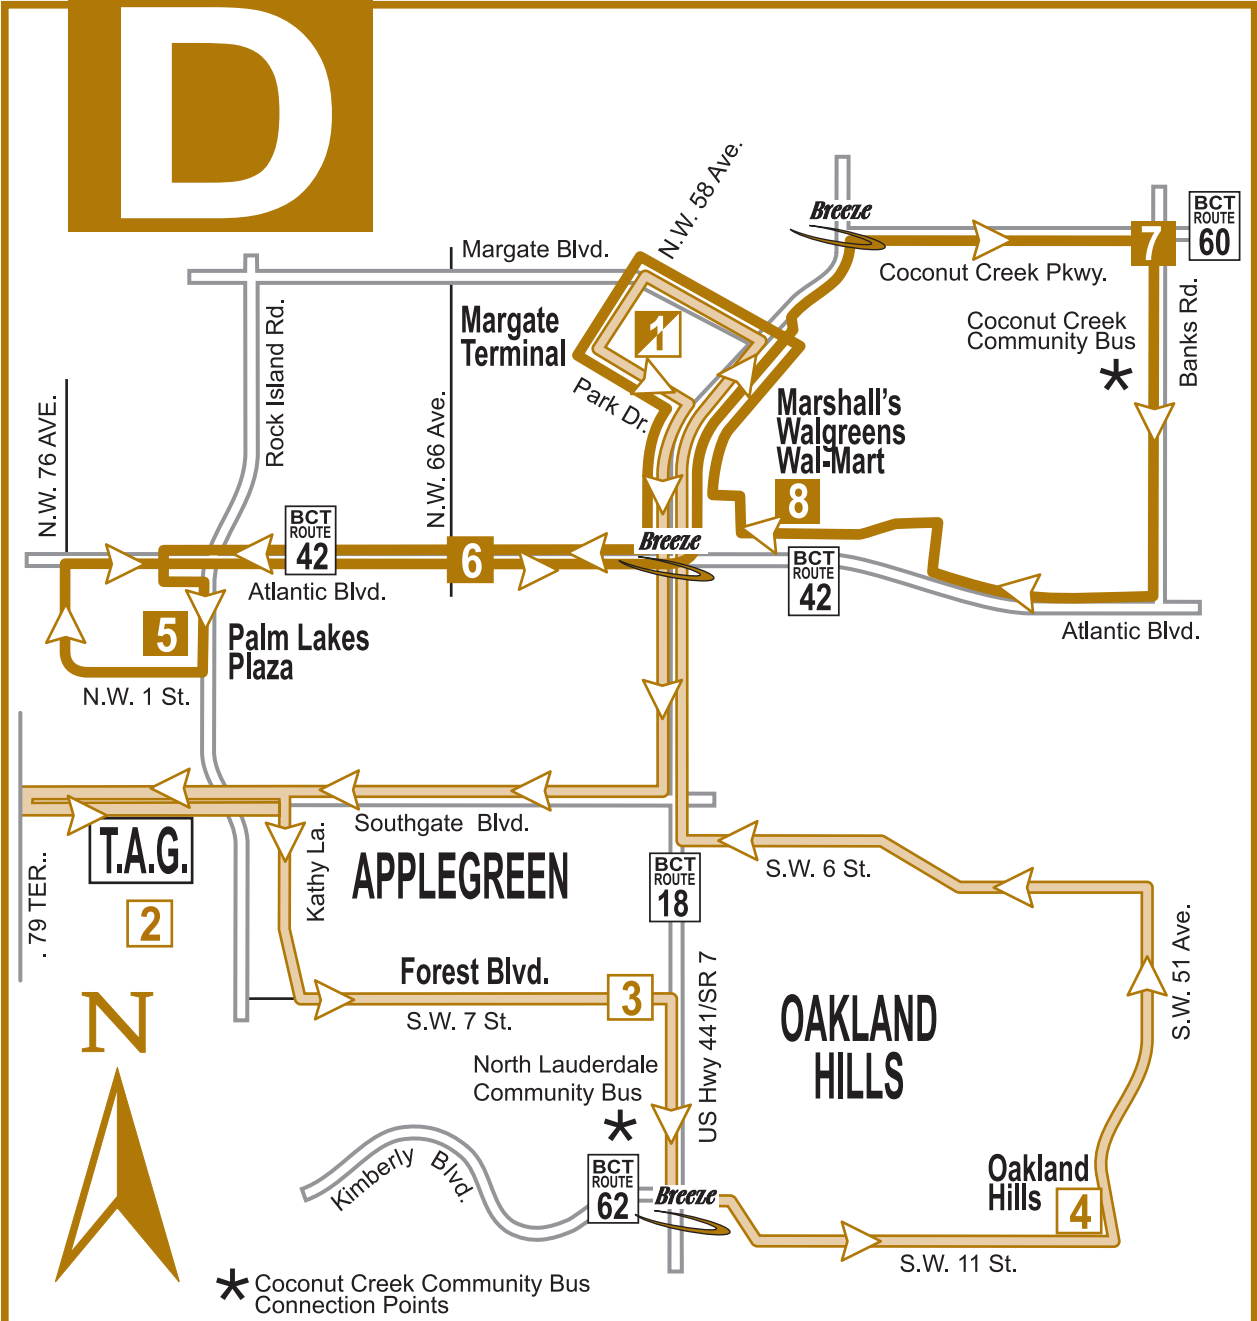 D
N.W. 58 Ave.
Breeze
BCT
ROUTE
60
7
Margate Blvd.
Coconut Creek Pkwy.
Margate
Terminal
1
Coconut Creek
Community Bus
*
Banks Rd.
Rock Island Rd.
Park Dr.
N.W. 76 AVE.
N.W. 66 Ave.
Marshall's
Walgreens
Wal-Mart
8
BCT
ROUTE
42
6
Breeze
BCT
ROUTE
42
Atlantic Blvd.
Atlantic Blvd.
5
Palm Lakes
Plaza
N.W. 1 St.
Southgate Blvd.
T.A.G.
2
. 79 TER..
Kathy La.
APPLEGREEN
BCT
ROUTE
18
S.W. 6 St.
S.W. 51 Ave.
Forest Blvd.
3
S.W. 7 St.
N
US Hwy 441/SR 7
OAKLAND
HILLS
North Lauderdale
Community Bus
*
Kimberly Blvd.
BCT
ROUTE
62
Breeze
Oakland
Hills
4
S.W. 11 St.
* Coconut Creek Community Bus
Connection Points